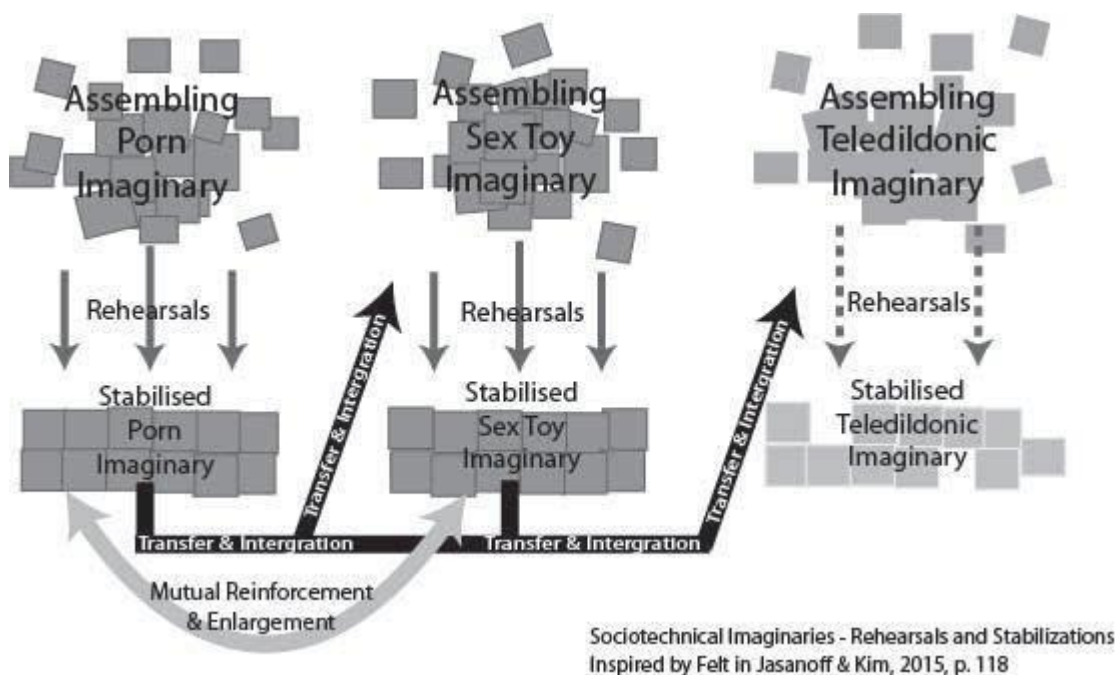 Assembling
Porn
Imaginary
Rehearsals
Stabilised
Porn
Imaginary
Assembling
Sex Toy
Imaginary
Rehearsals
Stabilised
Sex Toy
Imaginary
Assembling
Teledildonic
Imaginary
Rehearsals
Stabilised
Teledildonic
Imaginary
Transfer & Intergration
Transfer & Intergration
Transfer & Intergration
Transfer & Intergration
Mutual Reinforcement
& Enlargement
Sociotechnical Imaginaries - Rehearsals and Stabilizations
Inspired by Felt in Jasanoff & Kim, 2015, p. 118